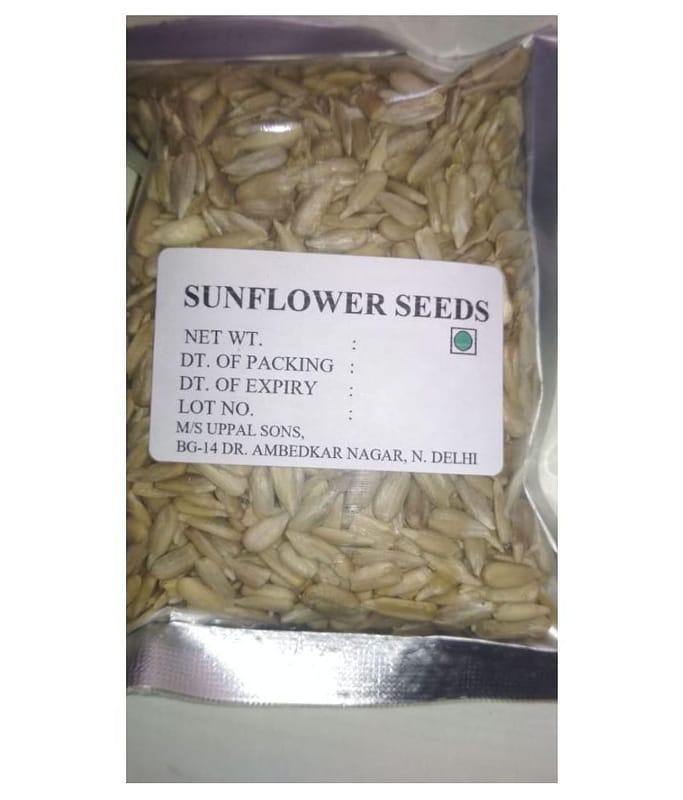 SUNFLOWER SEEDS
NET WT. :
DT. OF PACKING :
DT. OF EXPIRY :
LOT NO. :
M/S UPPAL SONS,
BG-14 DR. AMBEDKAR NAGAR, N. DELHI